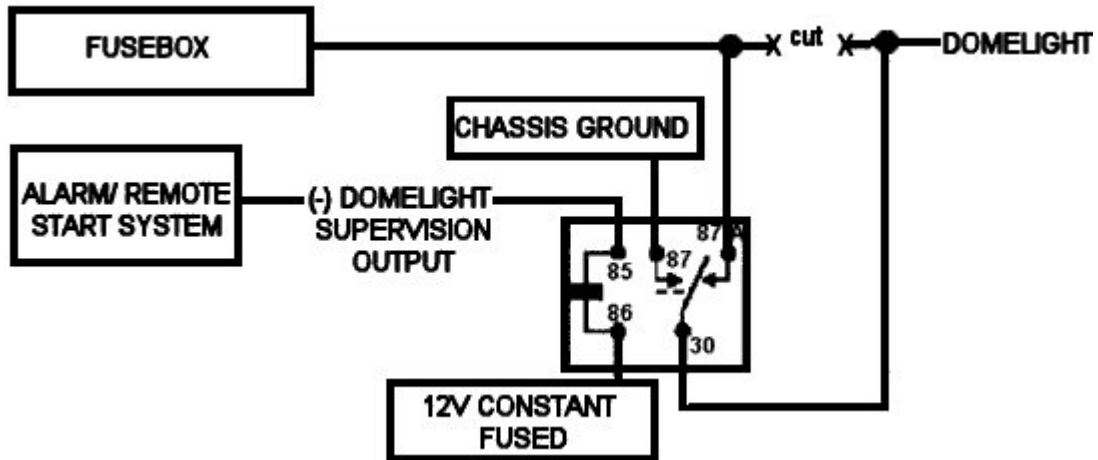 FUSEBOX
cut
DOMELIGHT
CHASSIS GROUND
ALARM/ REMOTE
START SYSTEM
(-) DOMELIGHT
SUPERVISION
OUTPUT
87A
85
87
86
30
12V CONSTANT
FUSED